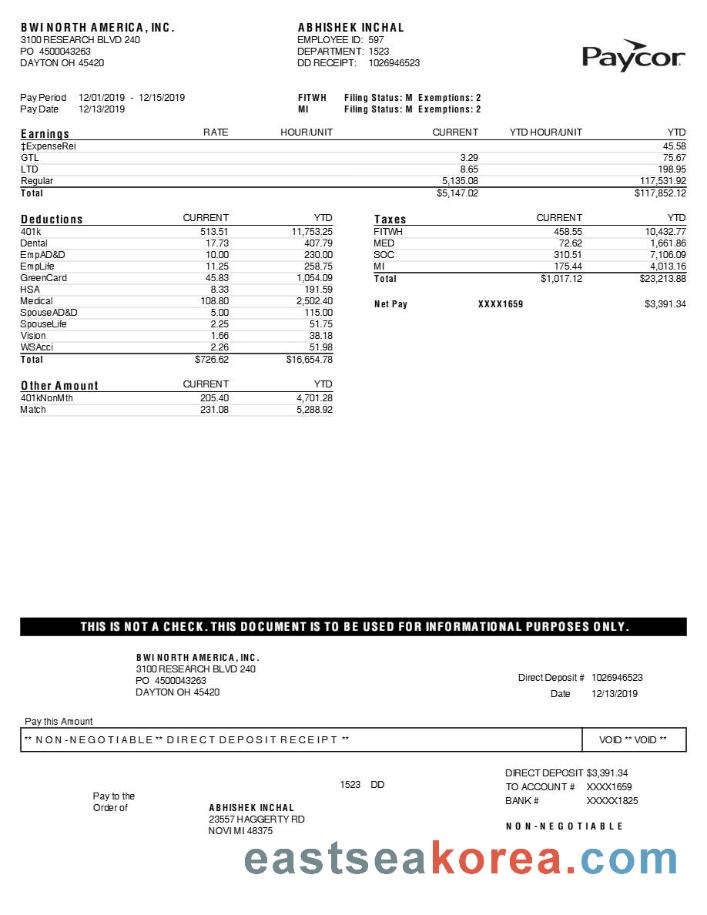 BWI NORTH AMERICA, INC.
3100 RESEARCH BLVD 240
PO 4500043263
DAYTON OH 45420
ABHISHEK INCHAL
EMPLOYEE ID: 597
DEPARTMENT: 1523
DD RECEIPT: 1026946523
Paycor
Pay Period 12/01/2019 - 12/15/2019
Pay Date 12/13/2019
FITWH Filing Status: M Exemptions: 2
MI Filing Status: M Exemptions: 2
Earnings RATE HOUR/UNIT CURRENT YTD HOUR/UNIT YTD
‡ExpenseRei 45.58
GTL 3.29 75.67
LTD 8.65 198.95
Regular 5,135.08 117,531.92
Total $5,147.02 $117,852.12
Deductions CURRENT YTD
401k 513.51 11,753.25
Dental 17.73 407.79
EmpAD&D 10.00 230.00
EmpLife 11.25 258.75
GreenCard 45.83 1,054.09
HSA 8.33 191.59
Medical 108.80 2,502.40
SpouseAD&D 5.00 115.00
SpouseLife 2.25 51.75
Vision 1.66 38.18
WSAcci 2.26 51.98
Total $726.62 $16,654.78
Taxes CURRENT YTD
FITWH 458.55 10,432.77
MED 72.62 1,661.86
SOC 310.51 7,106.09
MI 175.44 4,013.16
Total $1,017.12 $23,213.88
Net Pay XXXX1659 $3,391.34
Other Amount CURRENT YTD
401kNonMth 205.40 4,701.28
Match 231.08 5,288.92
THIS IS NOT A CHECK. THIS DOCUMENT IS TO BE USED FOR INFORMATIONAL PURPOSES ONLY.
BWI NORTH AMERICA, INC.
3100 RESEARCH BLVD 240
PO 4500043263
DAYTON OH 45420
Direct Deposit # 1026946523
Date 12/13/2019
Pay this Amount
** NON-NEGOTIABLE ** DIRECT DEPOSIT RECEIPT ** VOID ** VOID **
1523 DD
DIRECT DEPOSIT $3,391.34
TO ACCOUNT # XXXX1659
BANK # XXXXX1825
Pay to the
Order of
ABHISHEK INCHAL
23557 HAGGERTY RD
NOVI MI 48375
NON-NEGOTIABLE
eastseakorea.com